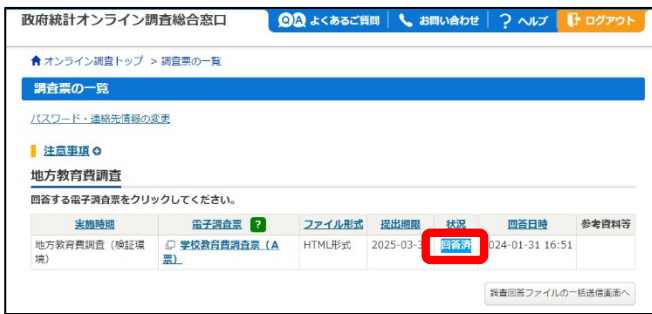 政府統計オンライン調査総合窓口
Q&A よくあるご質問 お問い合わせ ? ヘルプ ログアウト
オンライン調査トップ > 調査票の一覧
調査票の一覧
パスワード・連絡先情報の変更
注意事項
地方教育費調査
回答する電子調査票をクリックしてください。
実施時期 電子調査票 ? ファイル形式 提出期限 状況 回答日時 参考資料等
地方教育費調査(検証環 学校教育費調査票(A HTML形式 2025-03-3 回答済 024-01-31 16:51
境) 票)
調査回答ファイルの一括送信画面へ